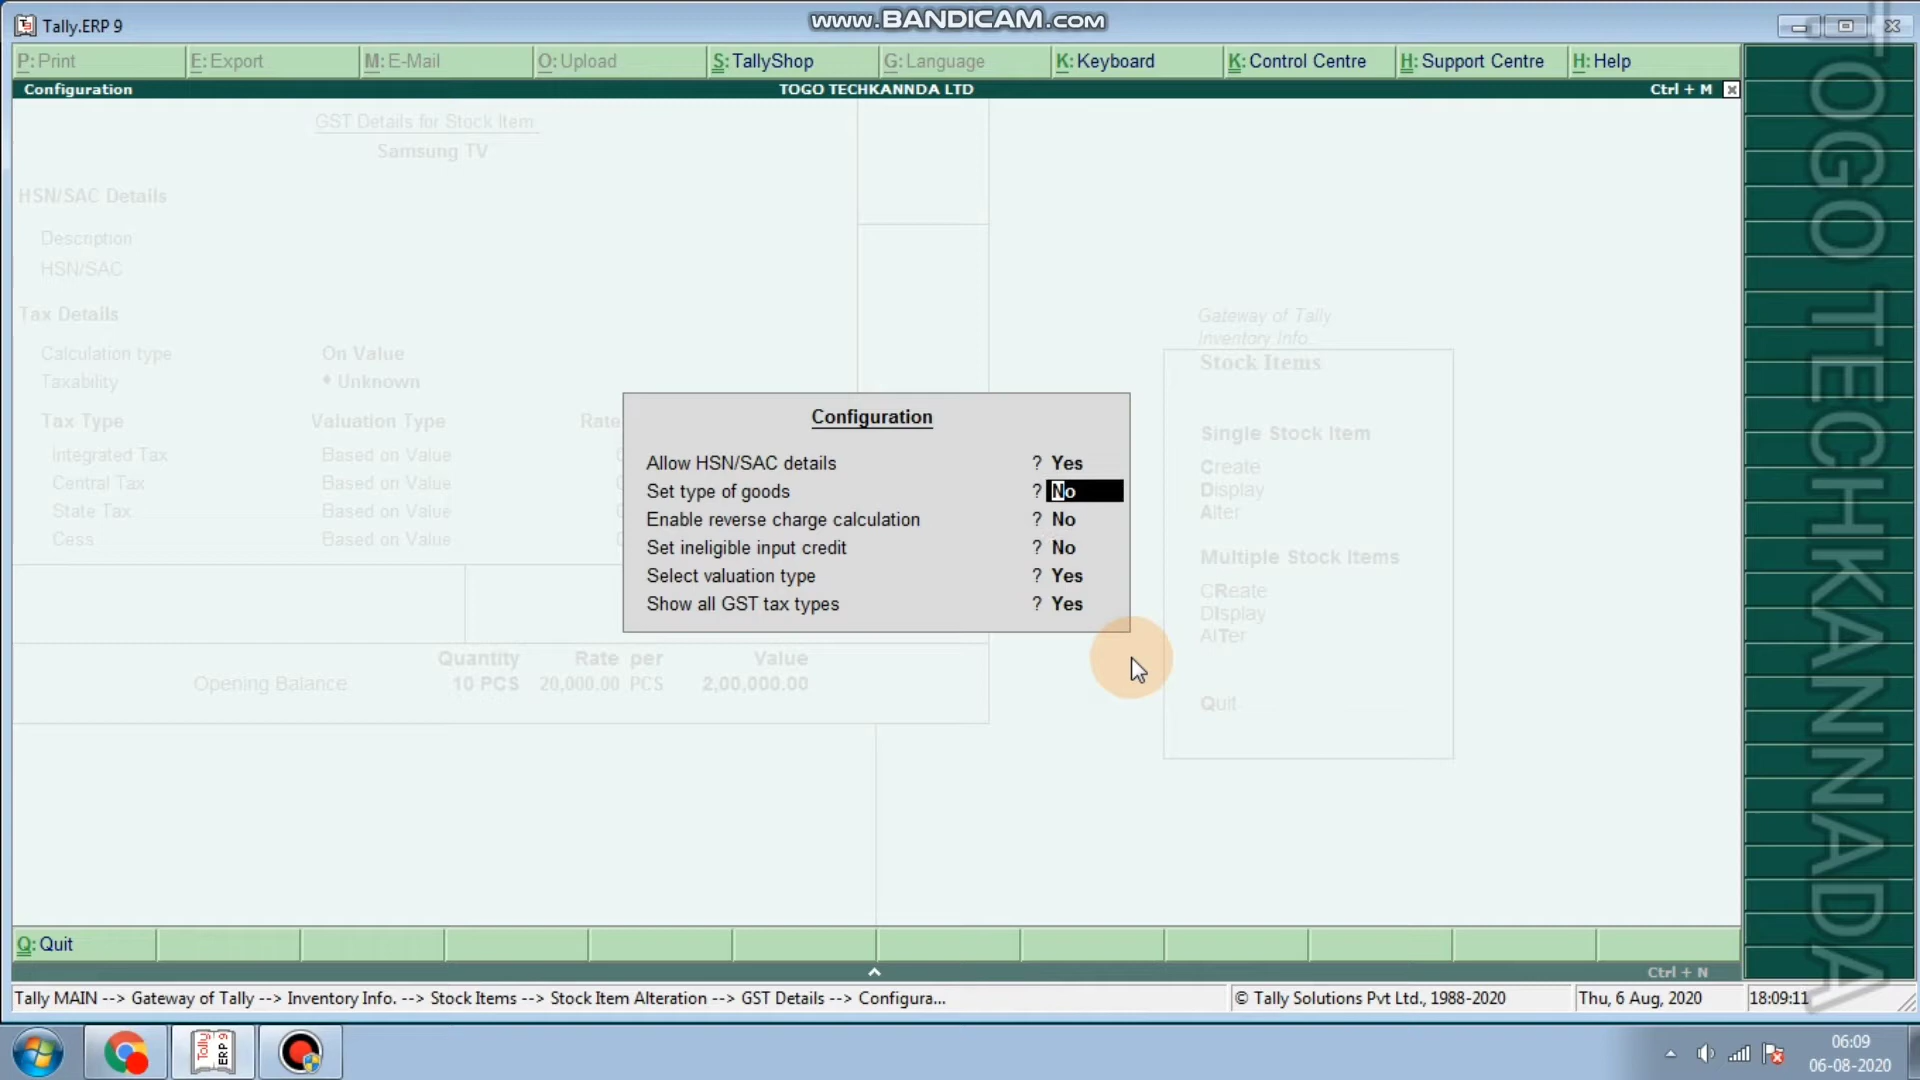 www.BANDICAM.com
Tally.ERP 9
P: Print
E: Export
M: E-Mail
O: Upload
S: TallyShop
G: Language
K: Keyboard
K: Control Centre
H: Support Centre
H: Help
Configuration
TOGO TECHKANNDA LTD
Ctrl + M
GST Details for Stock Item
Samsung TV
HSN/SAC Details
Description
HSN/SAC
Tax Details
Calculation type On Value
Taxability ♦ Unknown
Tax Type Valuation Type Rate
Integrated Tax Based on Value
Central Tax Based on Value
State Tax Based on Value
Cess Based on Value
Quantity Rate per Value
Opening Balance 10 PCS 20,000.00 PCS 2,00,000.00
Configuration
Allow HSN/SAC details ? Yes
Set type of goods ? No
Enable reverse charge calculation ? No
Set ineligible input credit ? No
Select valuation type ? Yes
Show all GST tax types ? Yes
Gateway of Tally
Inventory Info.
Stock Items
Single Stock Item
Create
Display
Alter
Multiple Stock Items
CReate
DIsplay
AlTer
Quit
Q: Quit
Ctrl + N
Tally MAIN --> Gateway of Tally --> Inventory Info. --> Stock Items --> Stock Item Alteration --> GST Details --> Configura...
© Tally Solutions Pvt Ltd., 1988-2020
Thu, 6 Aug, 2020
18:09:11
TOGO TECHKANNADA
Tally
ERP 9
06:09
06-08-2020